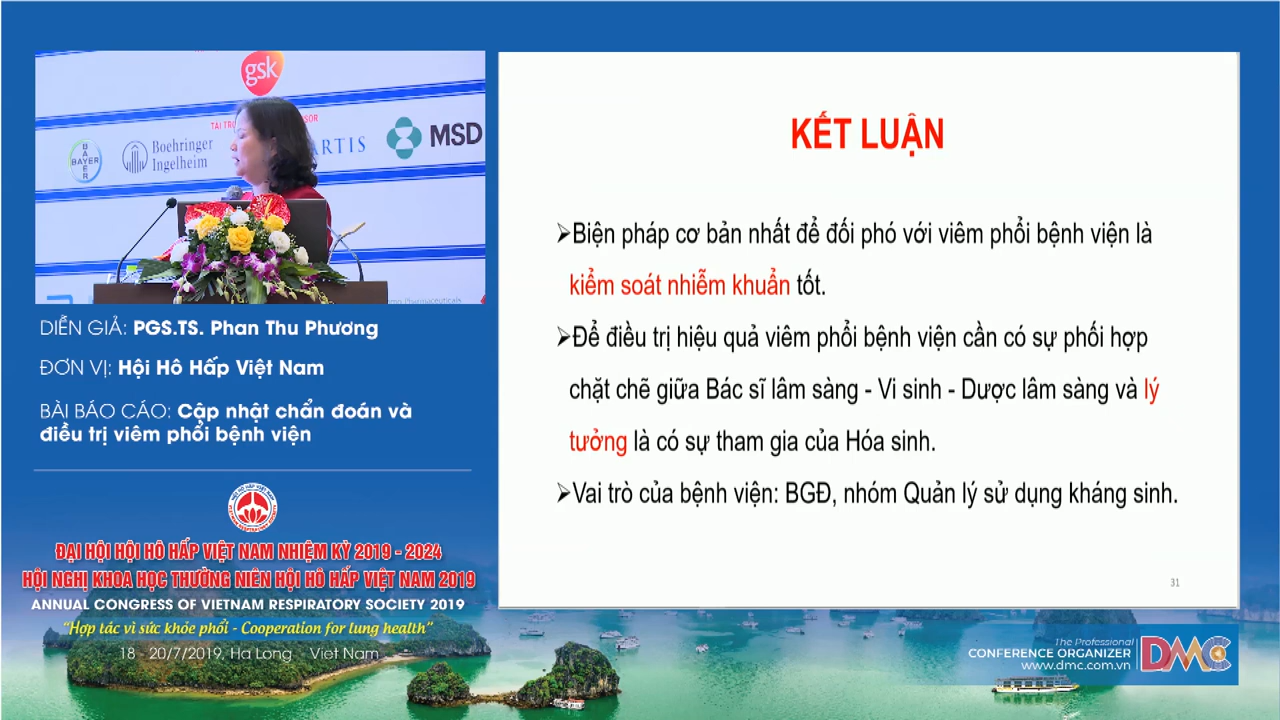 gsk
BAYER
BAYER
Boehringer
Ingelheim
ARTIS
MSD
DIỄN GIẢ: PGS.TS. Phan Thu Phương
ĐƠN VỊ: Hội Hô Hấp Việt Nam
BÀI BÁO CÁO: Cập nhật chẩn đoán và
điều trị viêm phổi bệnh viện
ĐẠI HỘI HỘI HÔ HẤP VIỆT NAM NHIỆM KỲ 2019 - 2024
HỘI NGHỊ KHOA HỌC THƯỜNG NIÊN HỘI HÔ HẤP VIỆT NAM 2019
ANNUAL CONGRESS OF VIETNAM RESPIRATORY SOCIETY 2019
"Hợp tác vì sức khỏe phổi - Cooperation for lung health"
18 - 20/7/2019, Ha Long Viet Nam
KẾT LUẬN
➢Biện pháp cơ bản nhất để đối phó với viêm phổi bệnh viện là
kiểm soát nhiễm khuẩn tốt.
➢Để điều trị hiệu quả viêm phổi bệnh viện cần có sự phối hợp
chặt chẽ giữa Bác sĩ lâm sàng - Vi sinh - Dược lâm sàng và lý
tưởng là có sự tham gia của Hóa sinh.
➢Vai trò của bệnh viện: BGĐ, nhóm Quản lý sử dụng kháng sinh.
31
The Professional
CONFERENCE ORGANIZER
www.dmc.com.vn
DMC